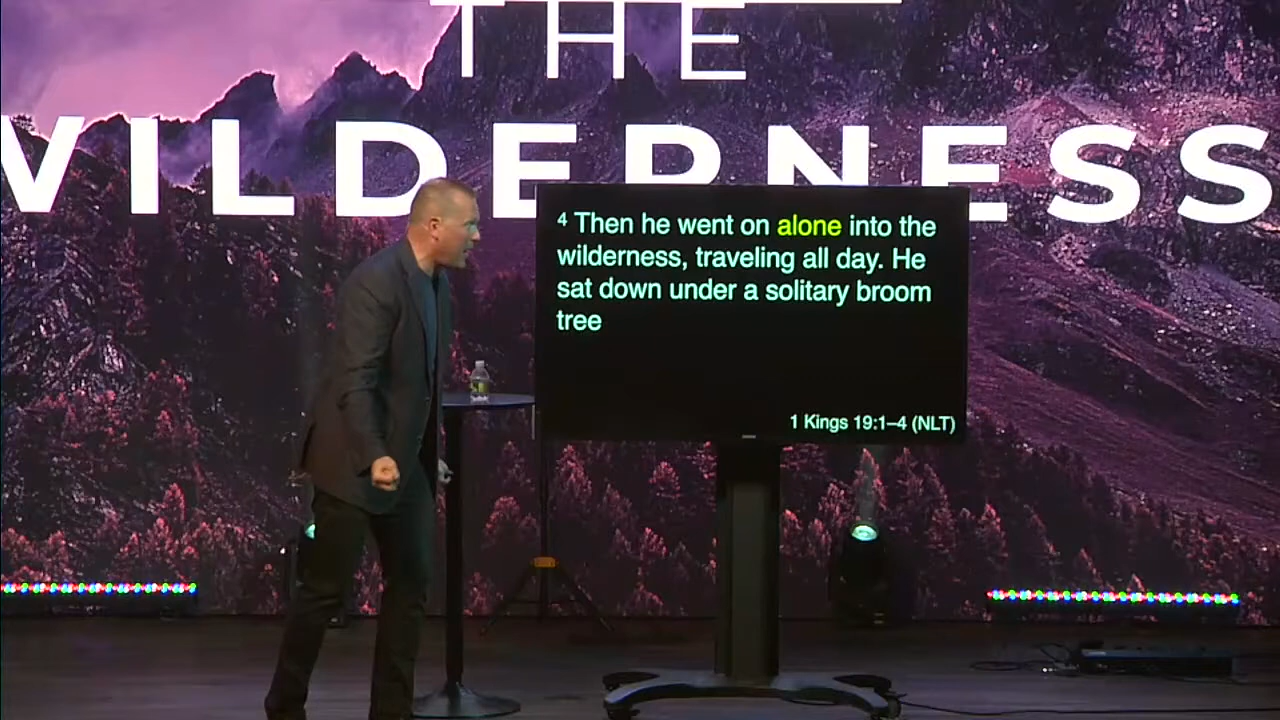 THE
WILDERNESS
4 Then he went on alone into the
wilderness, traveling all day. He
sat down under a solitary broom
tree
1 Kings 19:1–4 (NLT)